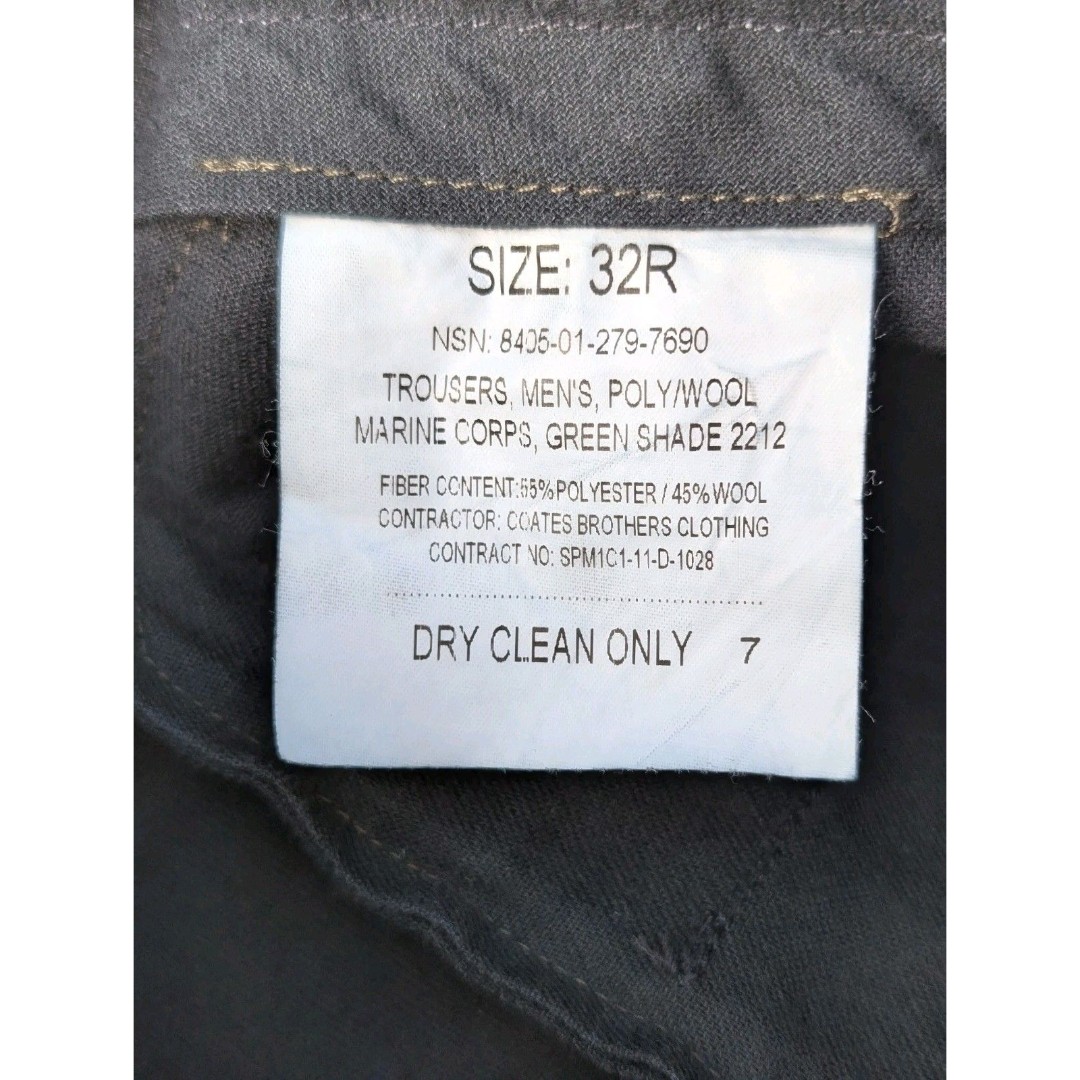 SIZE: 32R
NSN: 8405-01-279-7690
TROUSERS, MEN'S, POLY/WOOL
MARINE CORPS, GREEN SHADE 2212
FIBER CONTENT:55%POLYESTER / 45% WOOL
CONTRACTOR: COATES BROTHERS CLOTHING
CONTRACT NO: SPM1C1-11-D-1028
DRY CLEAN ONLY 7